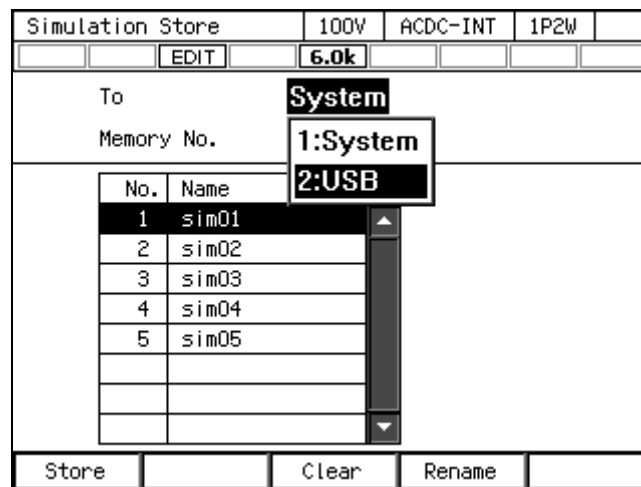 Simulation Store 100V ACDC-INT 1P2W
EDIT 6.0k
To System
Memory No. 1:System
2:USB
No. Name
1 sim01
2 sim02
3 sim03
4 sim04
5 sim05
Store Clear Rename